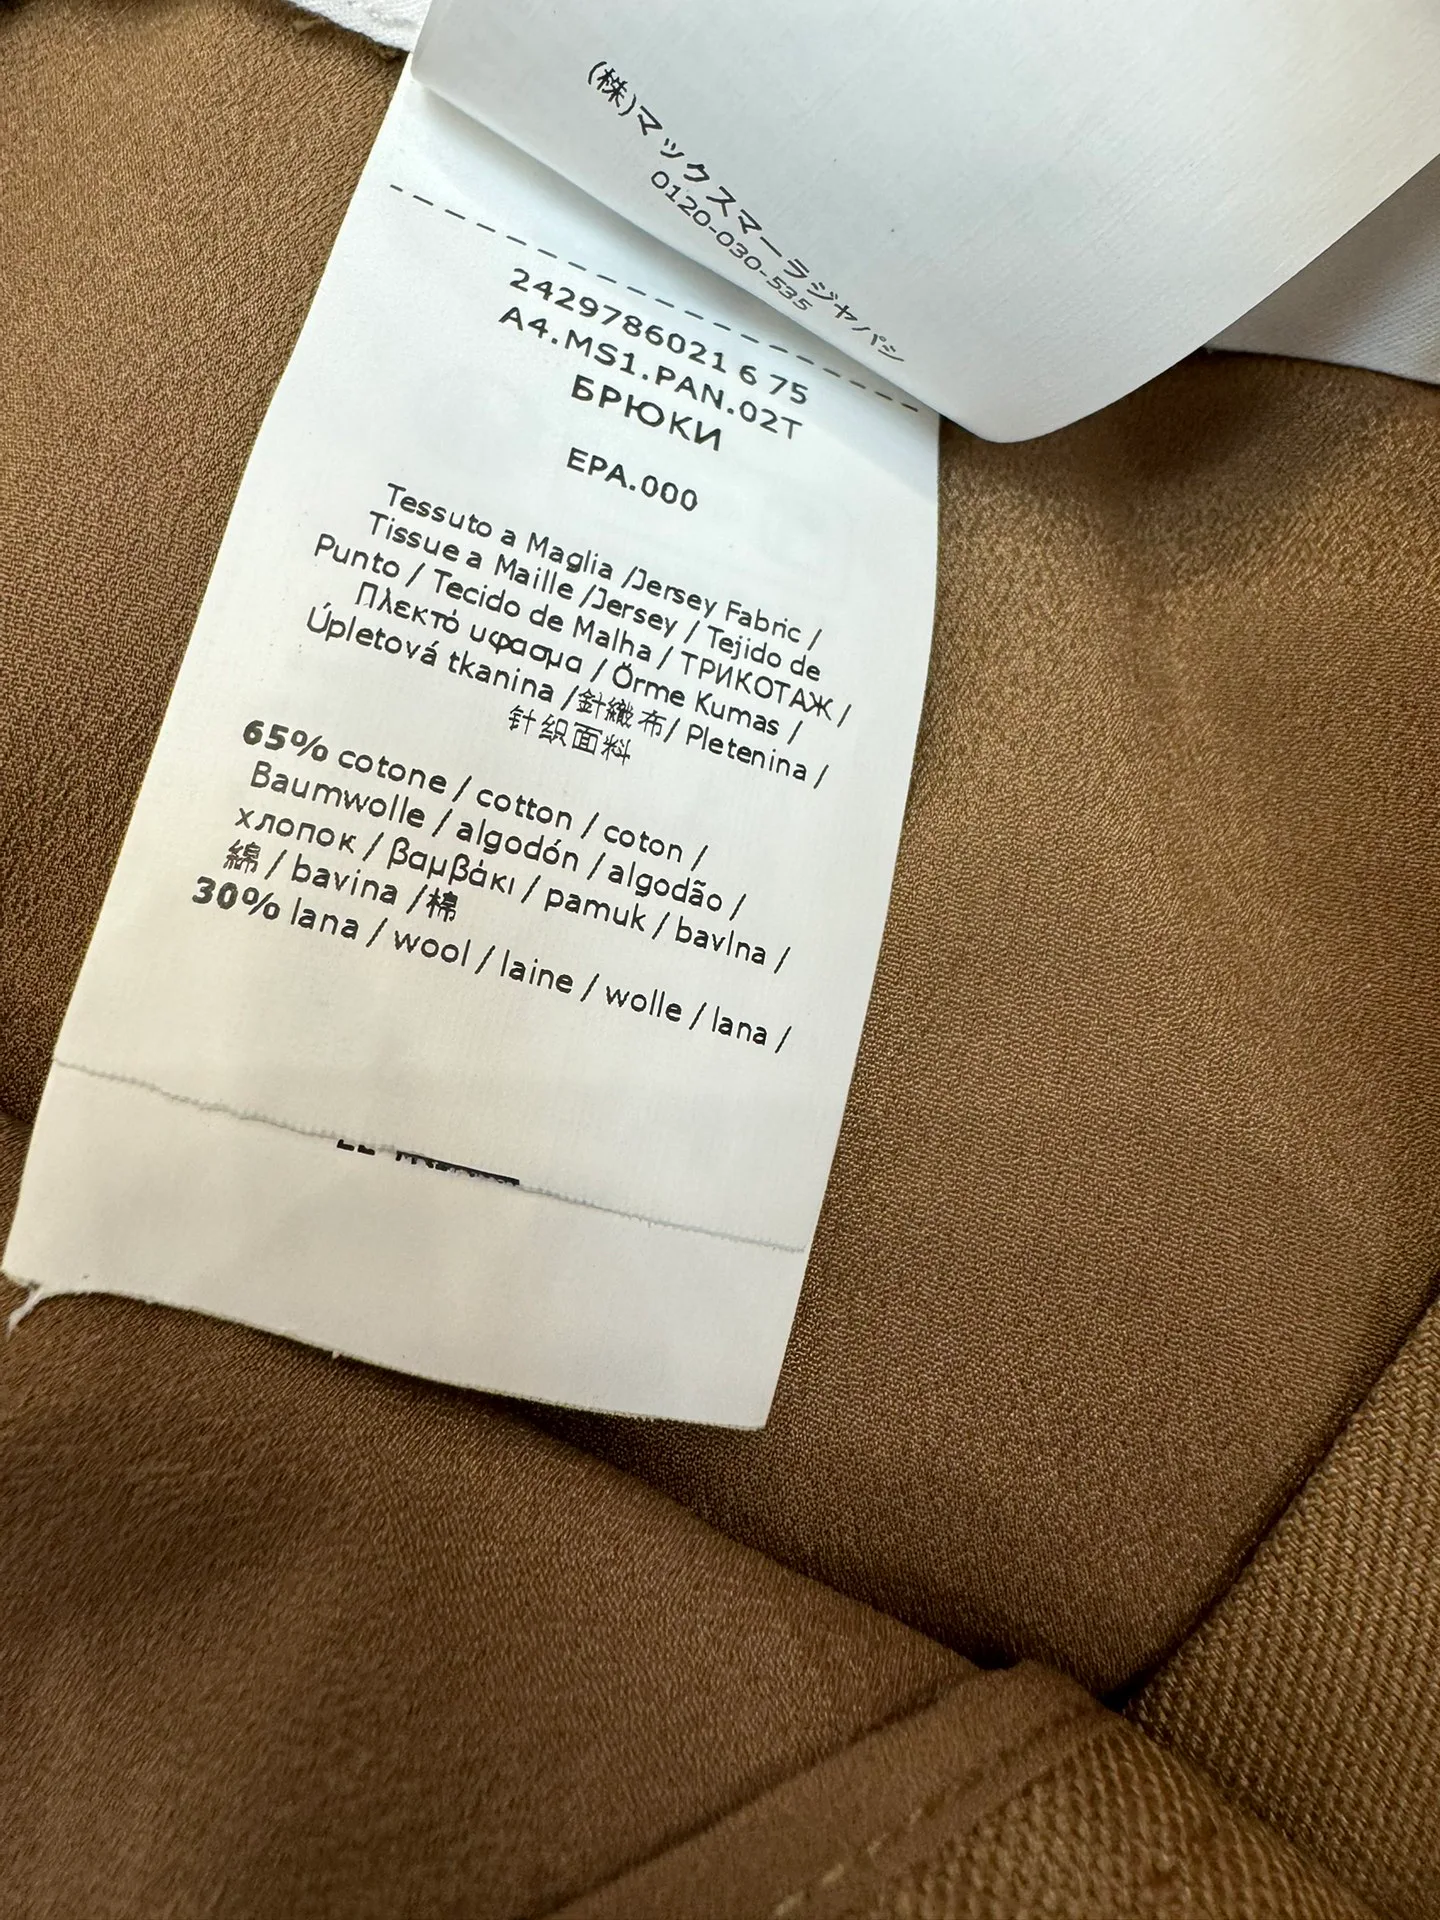 (株)マックスマーラジャパン
0120-030-535
2429786021 6 75
A4.MS1.PAN.02T
БРЮКИ
EPA.000
Tessuto a Maglia /Jersey Fabric /
Tissue a Maille /Jersey / Tejido de
Punto / Tecido de Malha / ТРИКОТАЖ /
Πλεκτό υφασμα / Örme Kumas /
Úpletová tkanina /針織布/ Pletenina /
针织面料
65% cotone / cotton / coton /
Baumwolle / algodón / algodão /
хлопок / βαμβάκι / pamuk / bavlna /
綿 / bavina /棉
30% lana / wool / laine / wolle / lana /